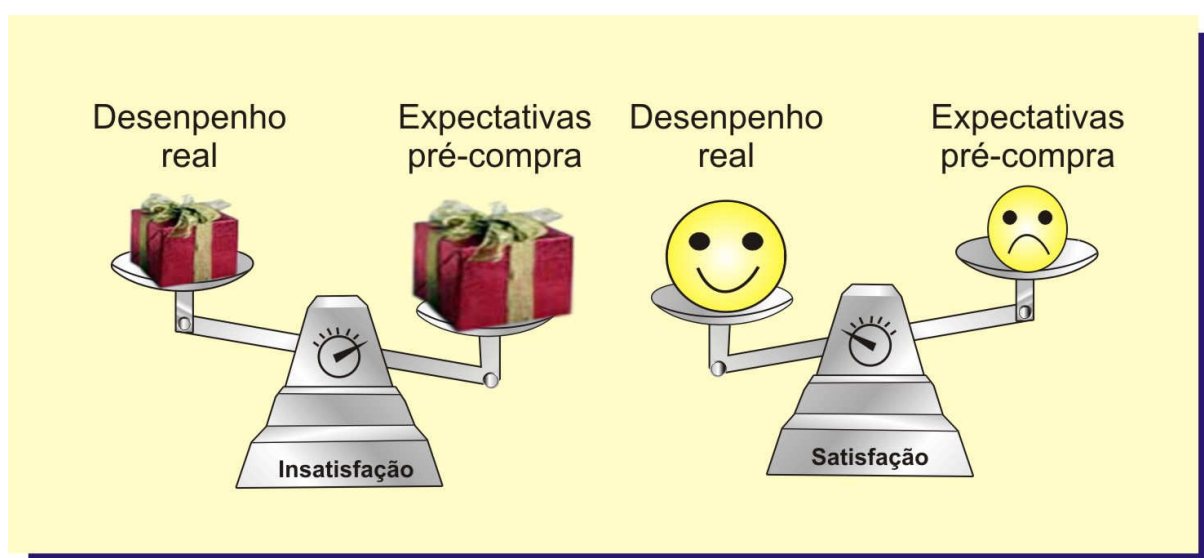 Desenpenho
real
Expectativas
pré-compra
Desenpenho
real
Expectativas
pré-compra
Insatisfação
Satisfação